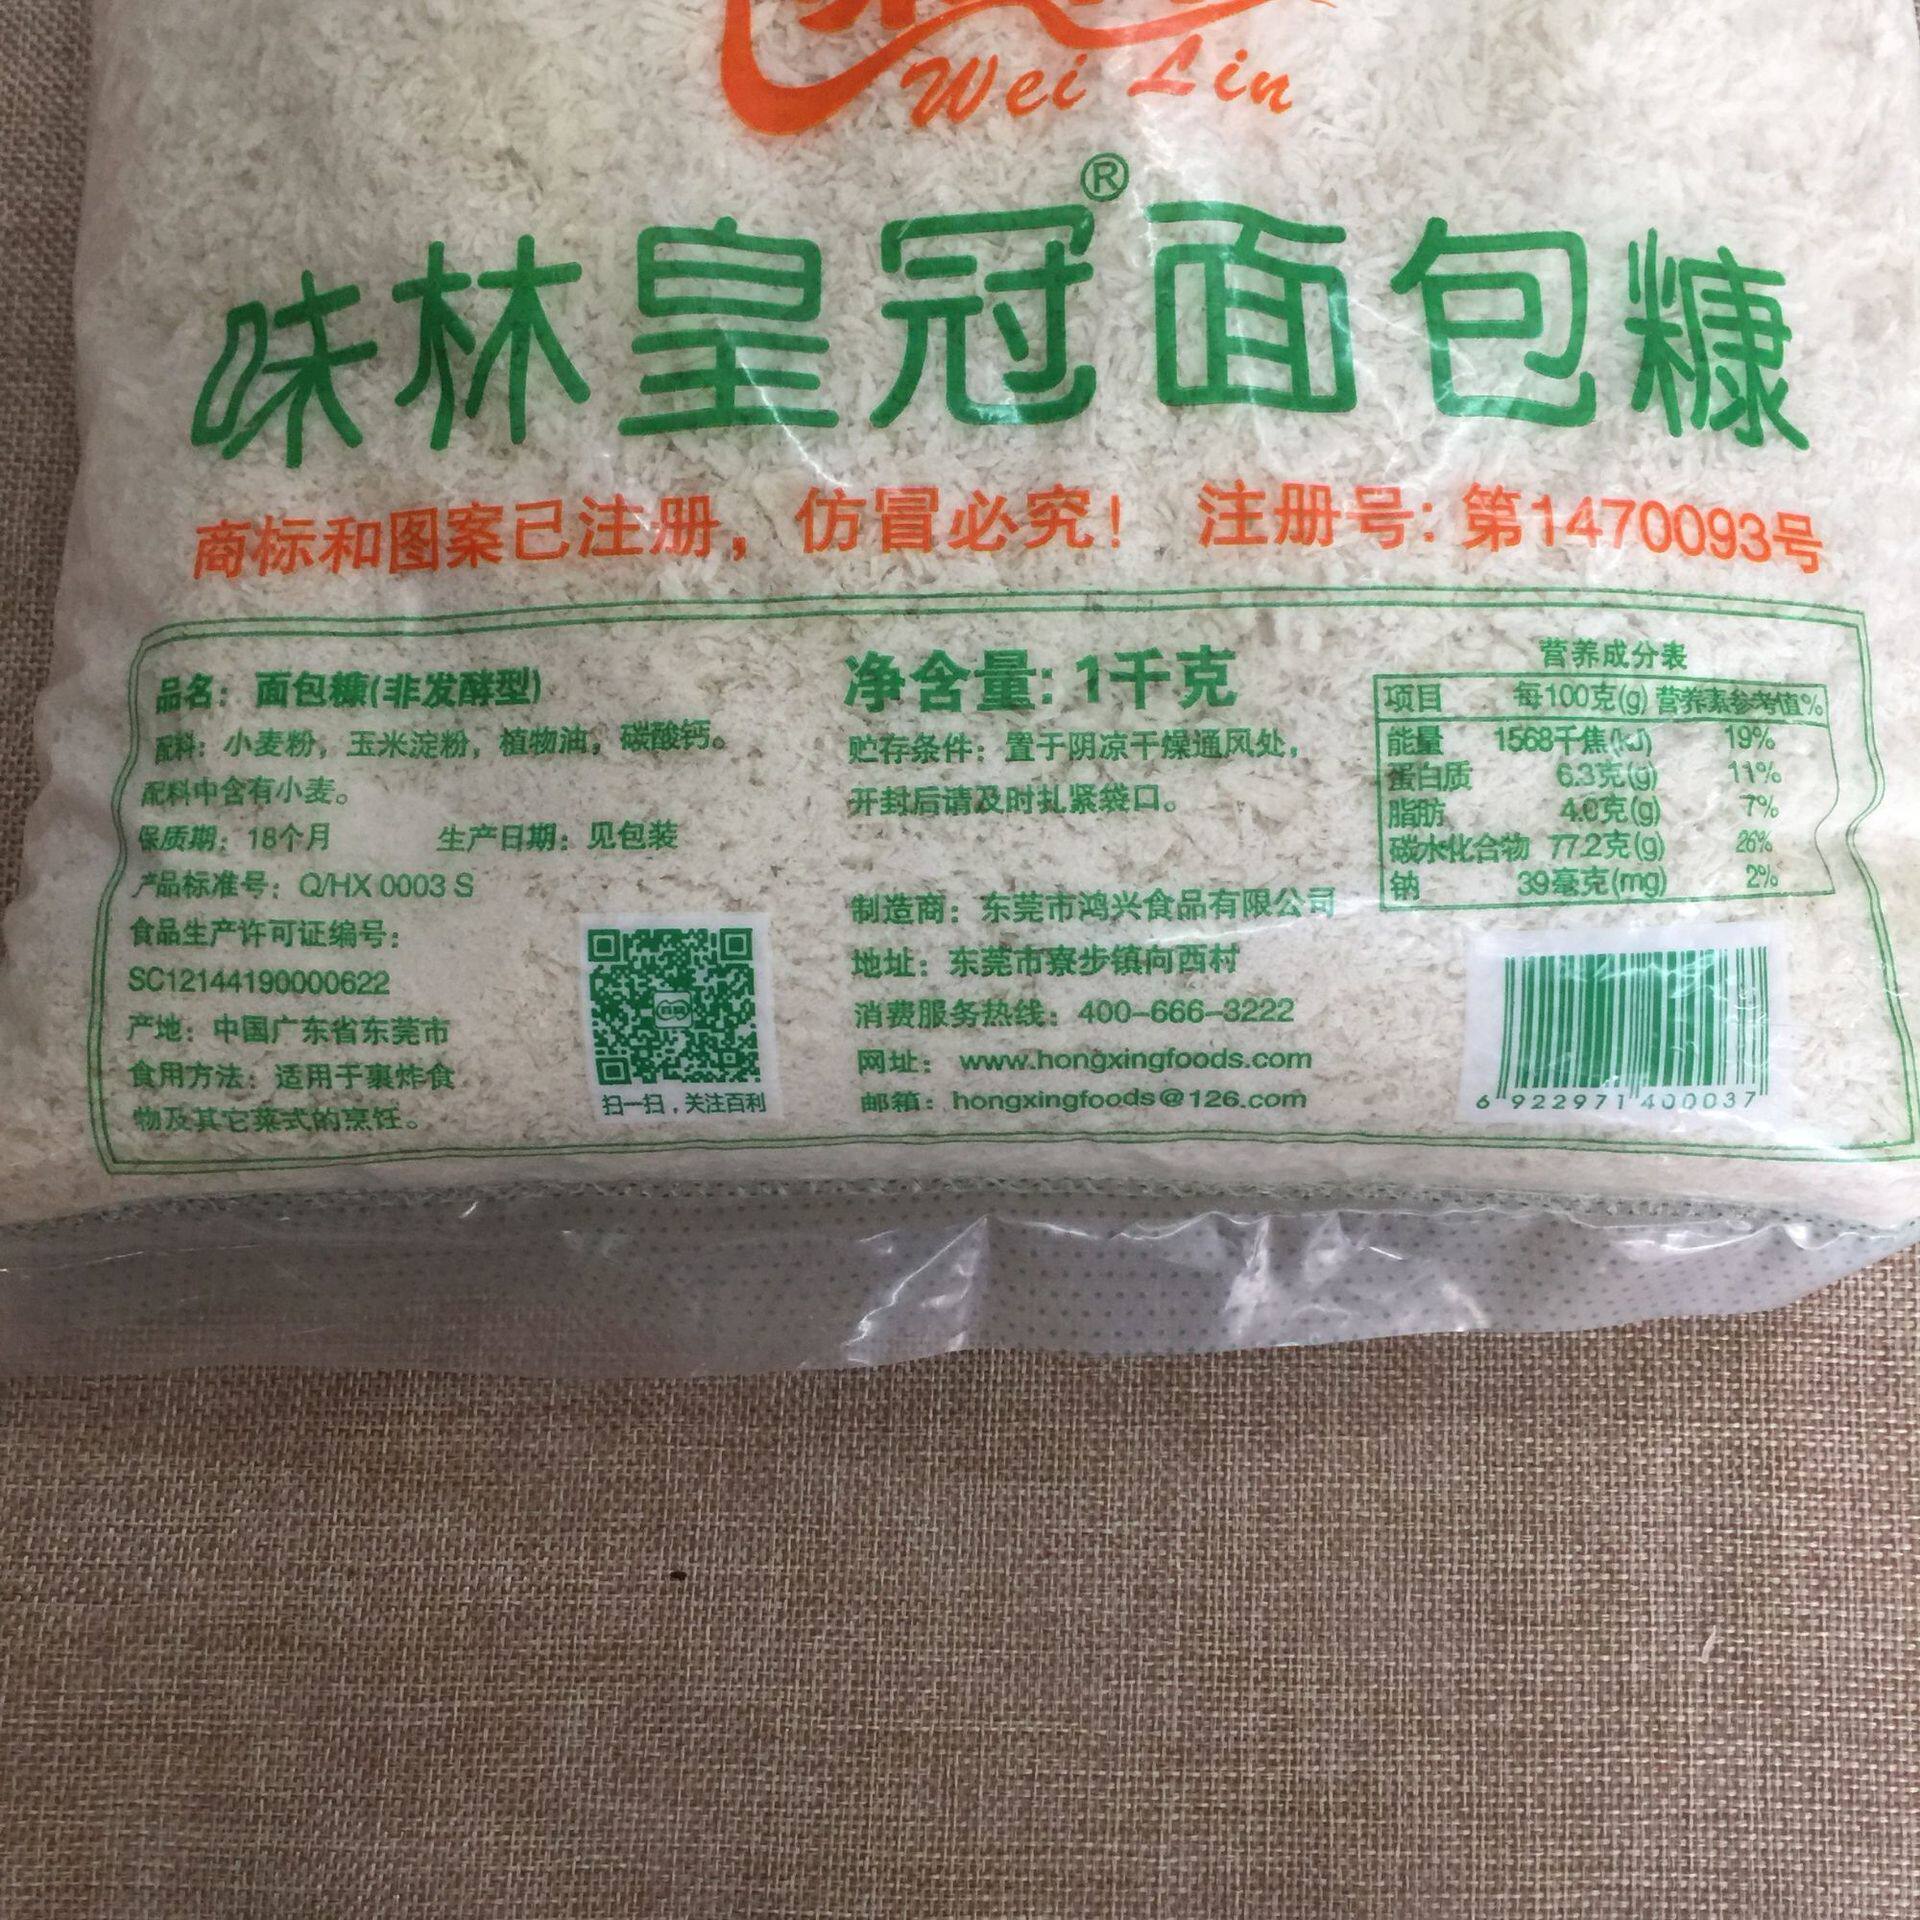 Wei Lin
®
味林皇冠面包糠
商标和图案已注册，仿冒必究！ 注册号：第1470093号
品名：面包糠(非发酵型)
配料：小麦粉，玉米淀粉，植物油，碳酸钙。
配料中含有小麦。
保质期：18个月 生产日期：见包装
产品标准号：Q/HX 0003 S
食品生产许可证编号：
SC12144190000622
产地：中国广东省东莞市
食用方法：适用于裹炸食
物及其它菜式的烹饪。
扫一扫，关注百利
净含量：1千克
贮存条件：置于阴凉干燥通风处，
开封后请及时扎紧袋口。
制造商：东莞市鸿兴食品有限公司
地址：东莞市寮步镇向西村
消费服务热线：400-666-3222
网址：www.hongxingfoods.com
邮箱：hongxingfoods@126.com
营养成分表
项目 每100克(g) 营养素参考值%
能量 1568千焦(kJ) 19%
蛋白质 6.3克(g) 11%
脂肪 4.0克(g) 7%
碳水化合物 77.2克(g) 26%
钠 39毫克(mg) 2%
6 922971 400037